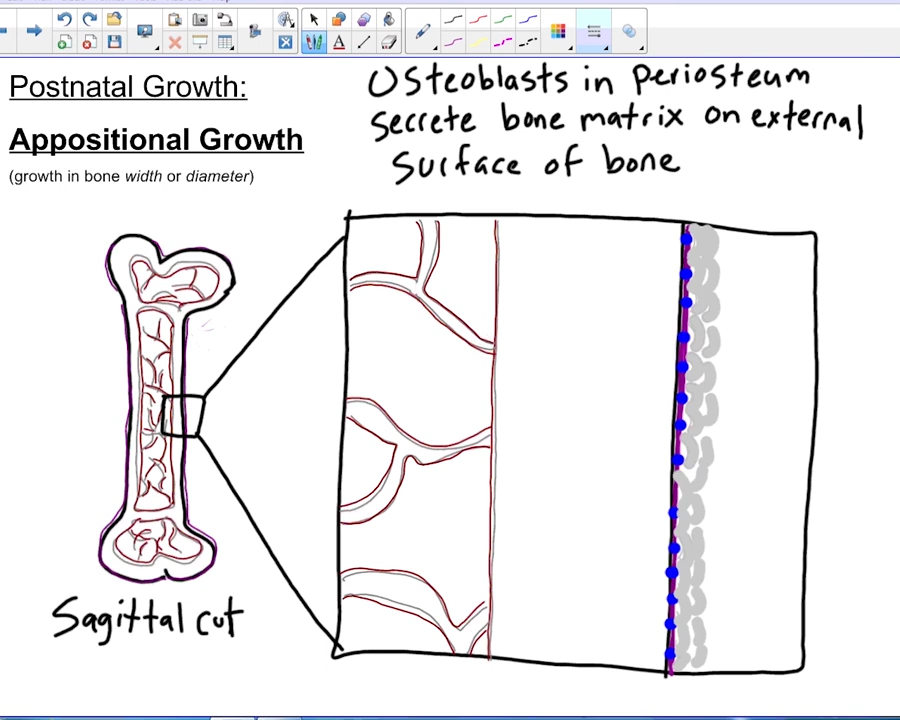 Postnatal Growth:
Appositional Growth
(growth in bone width or diameter)
Osteoblasts in periosteum
secrete bone matrix on external
surface of bone
Sagittal cut